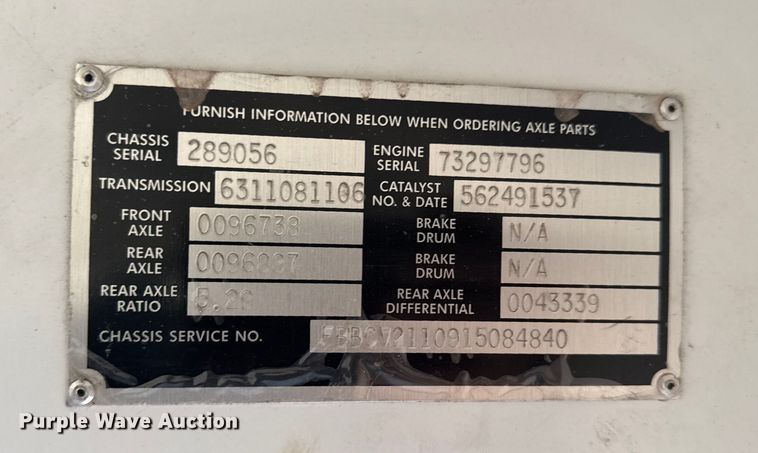 FURNISH INFORMATION BELOW WHEN ORDERING AXLE PARTS
CHASSIS SERIAL 289056 ENGINE SERIAL 73297796
TRANSMISSION 6311081106 CATALYST NO. & DATE 562491537
FRONT AXLE 0096738 BRAKE DRUM N/A
REAR AXLE BRAKE DRUM N/A
REAR AXLE RATIO REAR AXLE DIFFERENTIAL 0043339
CHASSIS SERVICE NO.
Purple Wave Auction